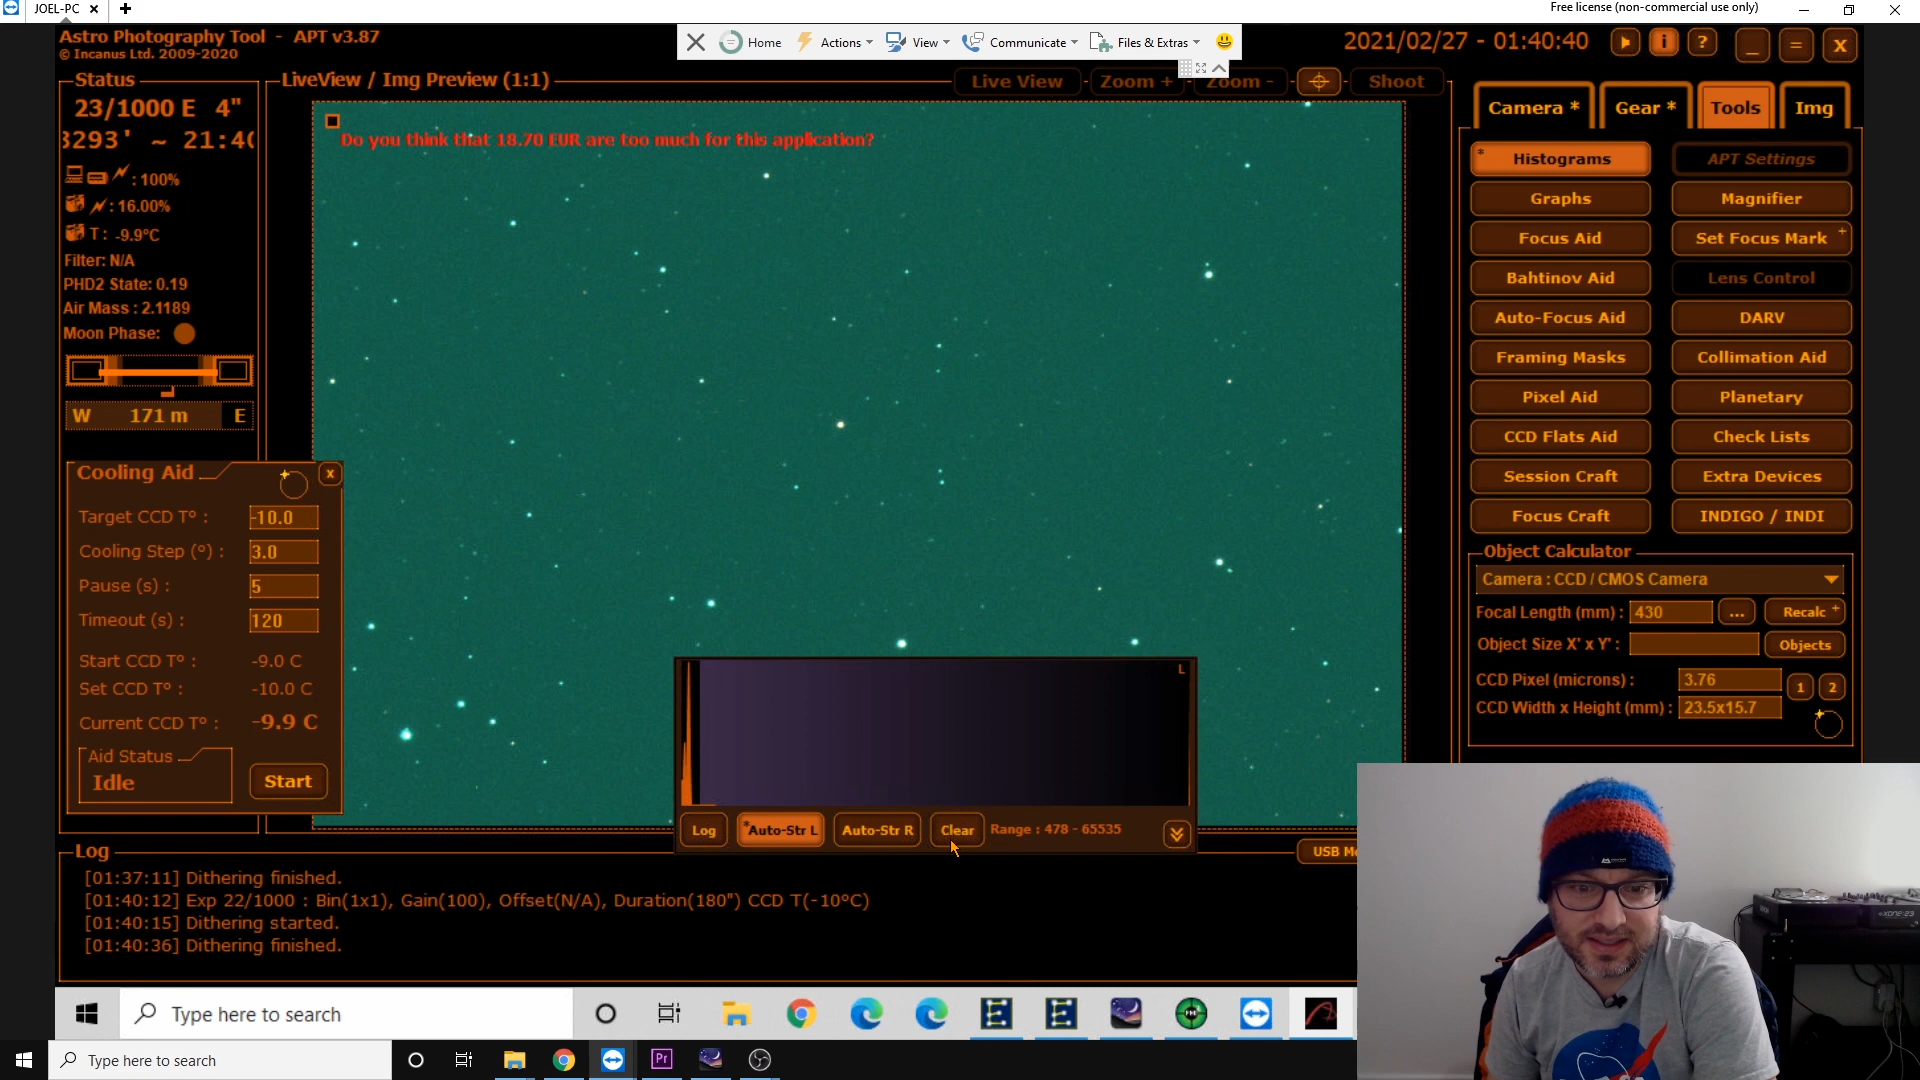 JOEL-PC
Free license (non-commercial use only)
Astro Photography Tool - APT v3.87
© Incanus Ltd. 2009-2020
Home
Actions
View
Communicate
Files & Extras
2021/02/27 - 01:40:40
i
?
_
=
x
Status
23/1000 E 4"
3293' ~ 21:40
: 100%
: 16.00%
T : -9.9°C
Filter: N/A
PHD2 State: 0.19
Air Mass : 2.1189
Moon Phase:
W 171 m E
LiveView / Img Preview (1:1)
Live View
Zoom +
Zoom -
Shoot
Do you think that 18.70 EUR are too much for this application?
Camera *
Gear *
Tools
Img
* Histograms
APT Settings
Graphs
Magnifier
Focus Aid
Set Focus Mark +
Bahtinov Aid
Lens Control
Auto-Focus Aid
DARV
Framing Masks
Collimation Aid
Pixel Aid
Planetary
CCD Flats Aid
Check Lists
Session Craft
Extra Devices
Focus Craft
INDIGO / INDI
Object Calculator
Camera : CCD / CMOS Camera
Focal Length (mm) : 430 ... Recalc +
Object Size X' x Y' : Objects
CCD Pixel (microns) : 3.76
1 2
CCD Width x Height (mm) : 23.5x15.7
Cooling Aid
x
Target CCD T° : -10.0
Cooling Step (°) : 3.0
Pause (s) : 5
Timeout (s) : 120
Start CCD T° : -9.0 C
Set CCD T° : -10.0 C
Current CCD T° : -9.9 C
Aid Status
Idle
Start
L
Log
*Auto-Str L
Auto-Str R
Clear
Range : 478 - 65535
Log
USB Me
[01:37:11] Dithering finished.
[01:40:12] Exp 22/1000 : Bin(1x1), Gain(100), Offset(N/A), Duration(180") CCD T(-10°C)
[01:40:15] Dithering started.
[01:40:36] Dithering finished.
Type here to search
Type here to search
Pr
XONE:23